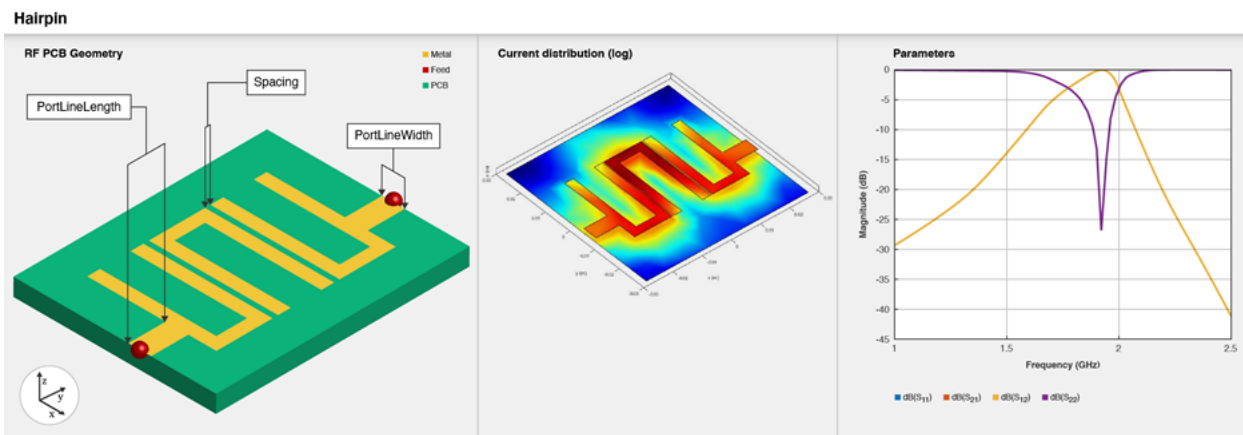 Hairpin
RF PCB Geometry
Metal
Feed
PCB
Spacing
PortLineLength
PortLineWidth
z
y
x
Current distribution (log)
Parameters
0
-5
-10
-15
-20
-25
-30
-35
-40
-45
Magnitude (dB)
1
1.5
2
2.5
Frequency (GHz)
dB(S11)
dB(S21)
dB(S12)
dB(S22)